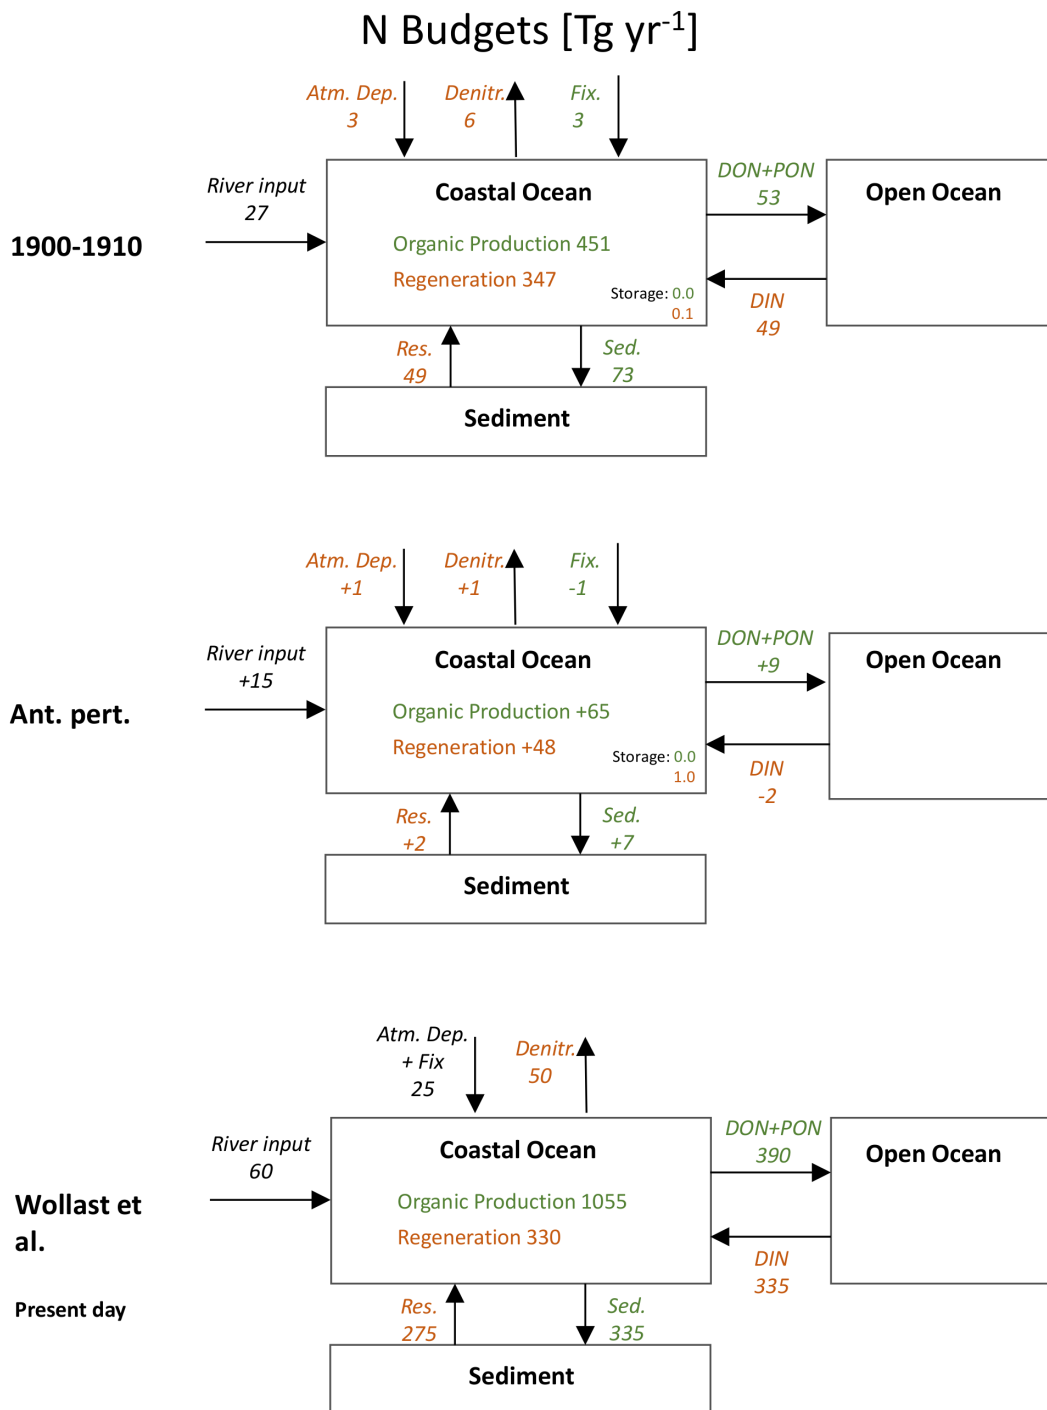 N Budgets [Tg yr-1]
Atm. Dep.
3
Denitr.
6
Fix.
3
River input
27
1900-1910
Coastal Ocean
Organic Production 451
Regeneration 347
Storage: 0.0
0.1
DON+PON
53
Open Ocean
DIN
49
Res.
49
Sed.
73
Sediment
Atm. Dep.
+1
Denitr.
+1
Fix.
-1
River input
+15
Ant. pert.
Coastal Ocean
Organic Production +65
Regeneration +48
Storage: 0.0
1.0
DON+PON
+9
Open Ocean
DIN
-2
Res.
+2
Sed.
+7
Sediment
Atm. Dep.
+ Fix
25
Denitr.
50
River input
60
Wollast et
al.
Present day
Coastal Ocean
Organic Production 1055
Regeneration 330
DON+PON
390
Open Ocean
DIN
335
Res.
275
Sed.
335
Sediment